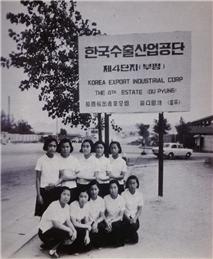 한국수출산업공단
제4단지(부평)
KOREA EXPORT INDUSTRIAL CORP
THE 4TH ESTATE (BU PYUNG)